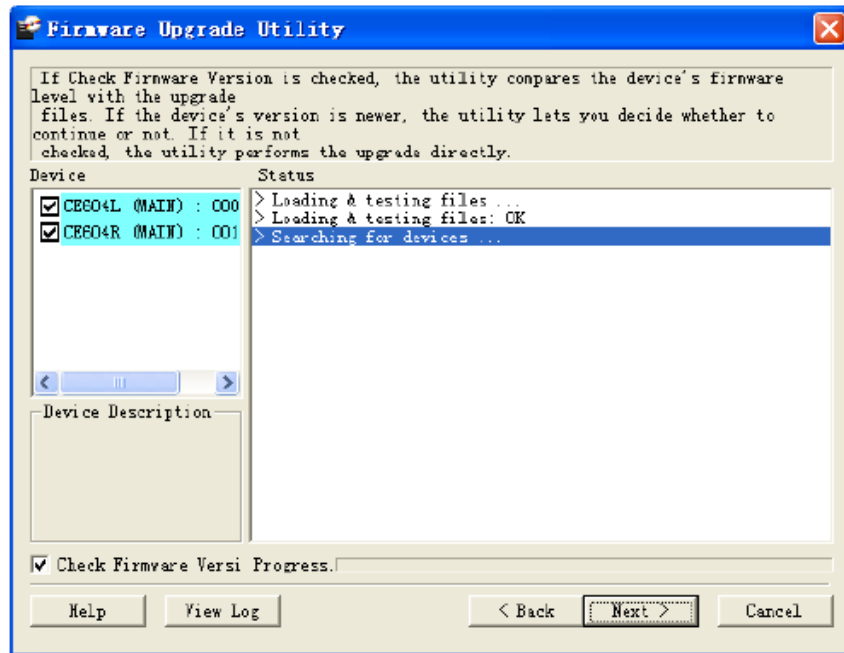 Firmware Upgrade Utility
If Check Firmware Version is checked, the utility compares the device's firmware
level with the upgrade
files. If the device's version is newer, the utility lets you decide whether to
continue or not. If it is not
checked, the utility performs the upgrade directly.
Device
Status
CE604L (MAIN) : 000
CE604R (MAIN) : 001
> Loading & testing files ...
> Loading & testing files: OK
> Searching for devices ...
Device Description
Check Firmware Versi Progress.
Help
View Log
< Back
Next >
Cancel